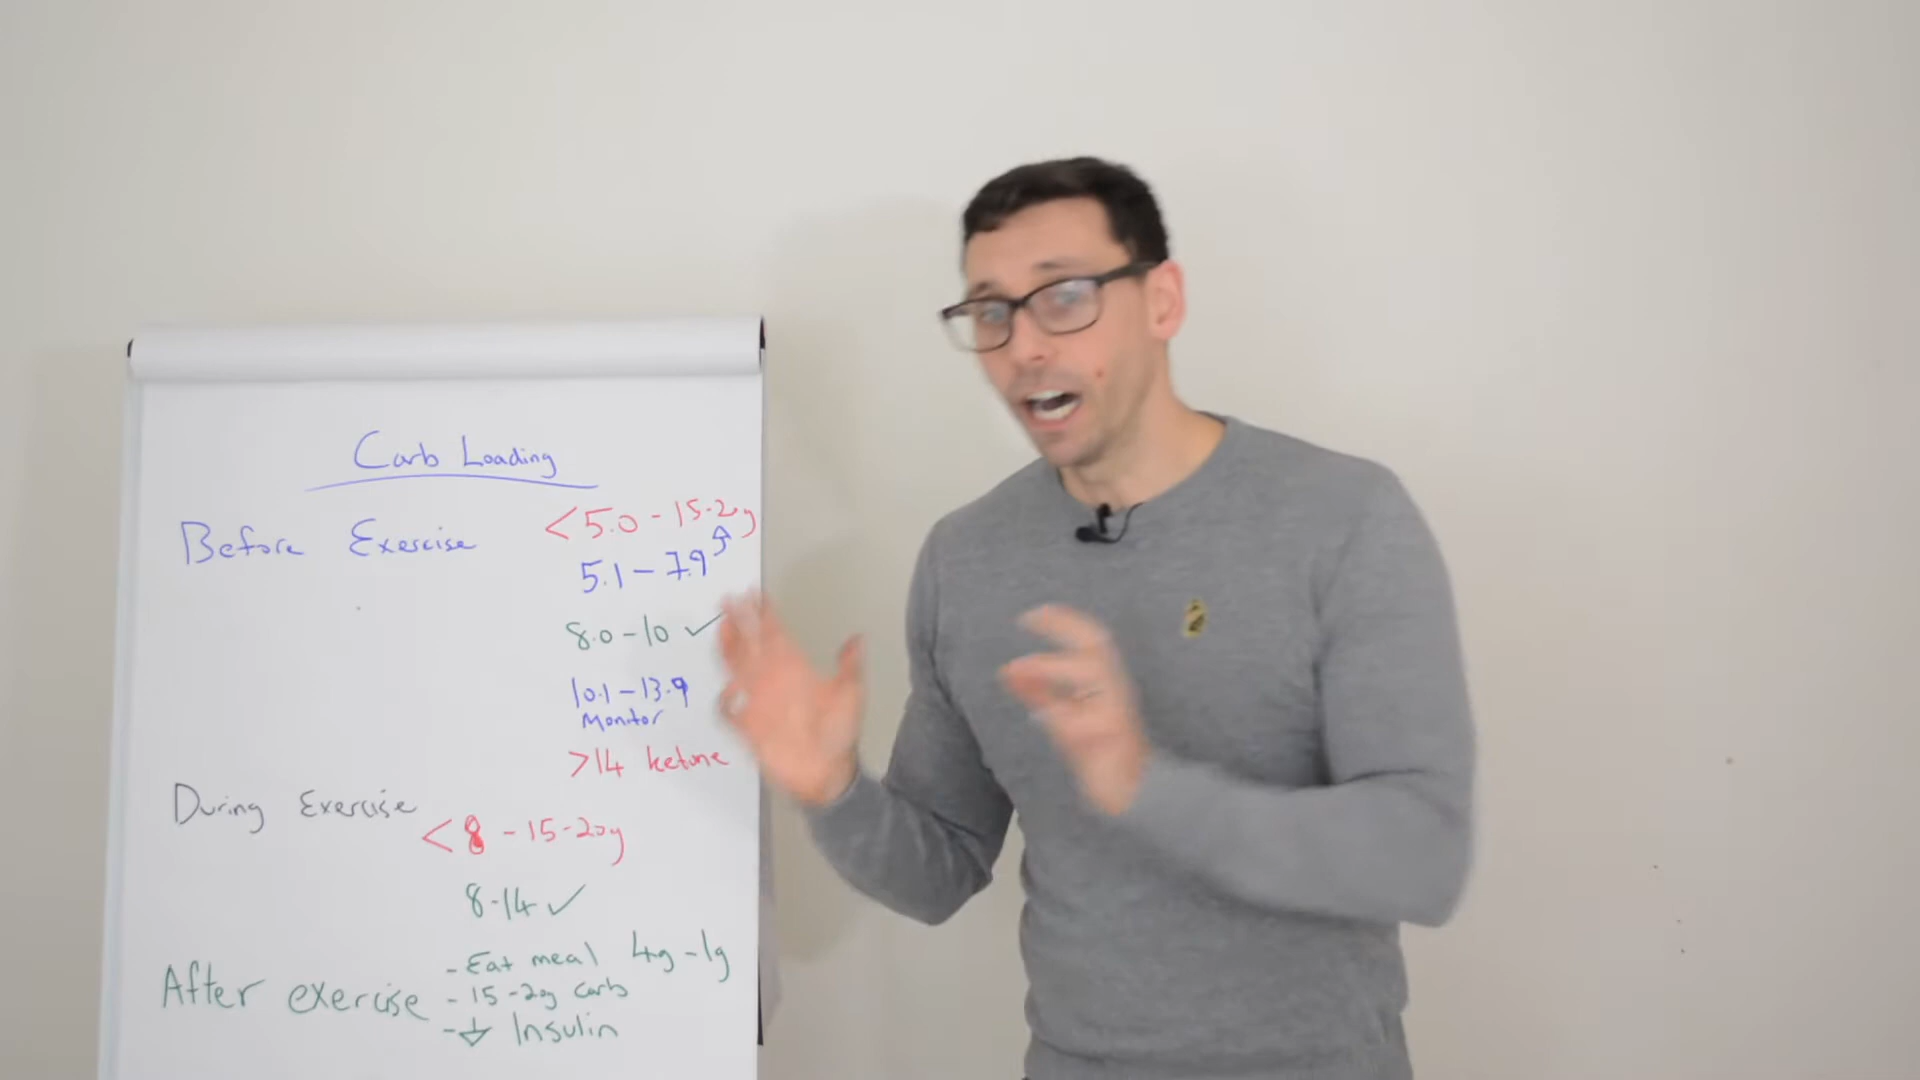 Carb Loading
Before Exercise
<5.0 - 15-20g
5.1 - 7.9
8.0 - 10 ✓
10.1 - 13.9
Monitor
>14 ketone
During Exercise
<8 - 15-20g
8-14 ✓
After exercise
- Eat meal 4g - 1g
- 15-20g carb
- ↓ Insulin